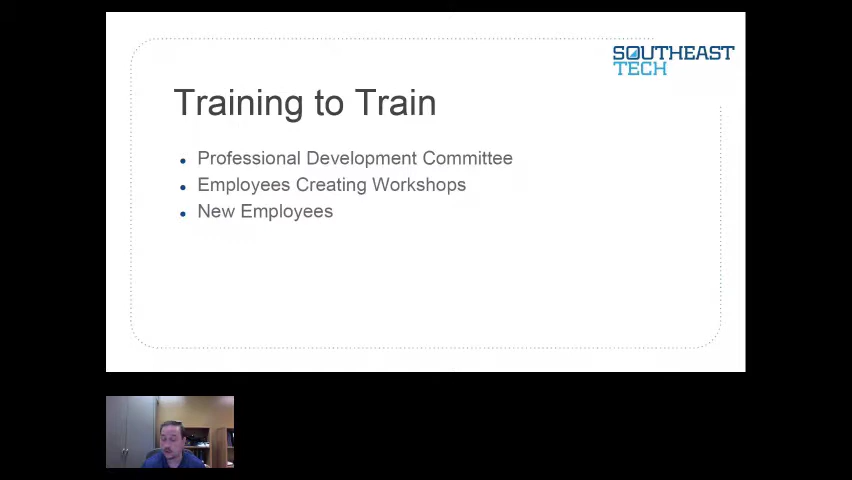 SOUTHEAST
TECH
Training to Train
Professional Development Committee
Employees Creating Workshops
New Employees